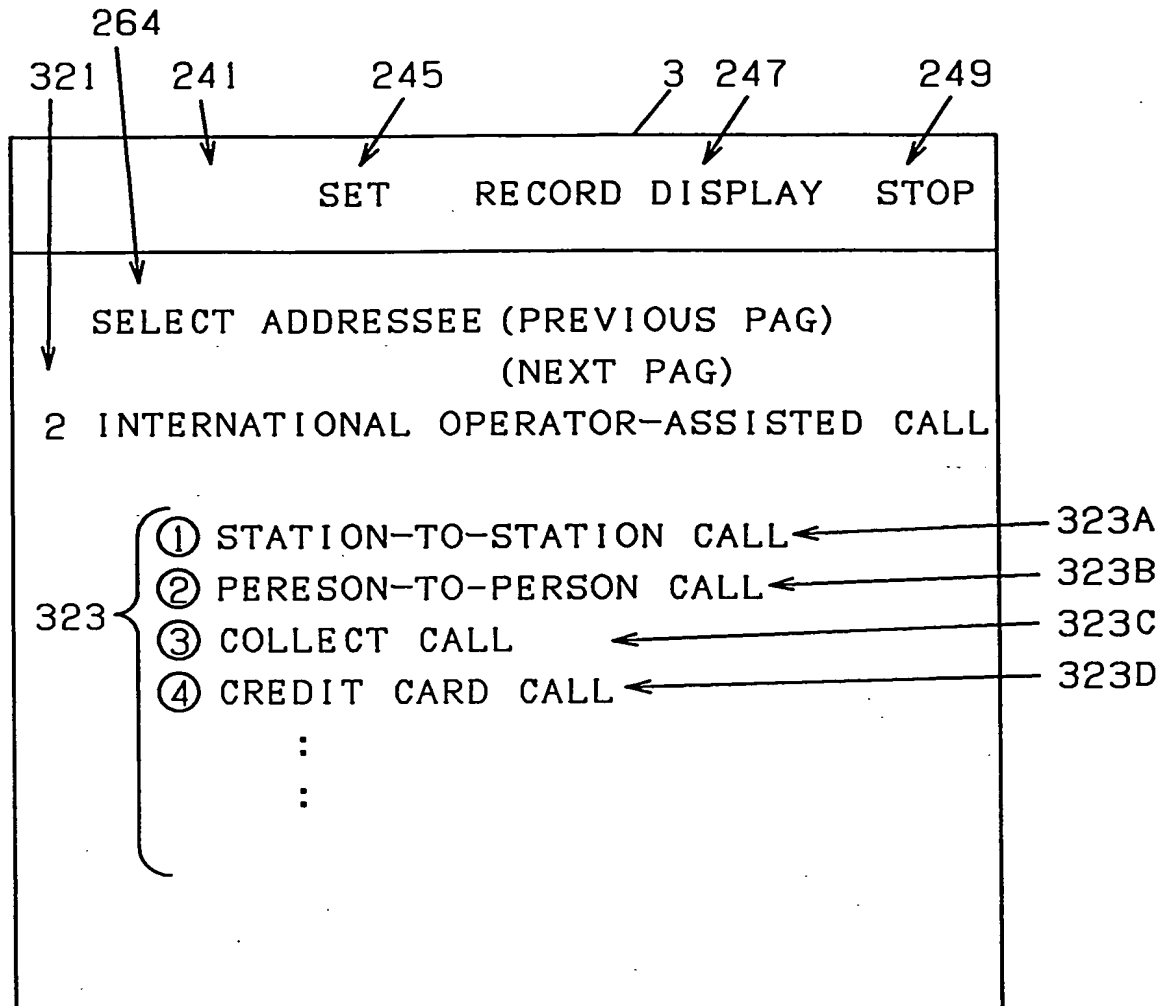 264
321 241 245 3 247 249
SET RECORD DISPLAY STOP
SELECT ADDRESSEE (PREVIOUS PAG)
(NEXT PAG)
2 INTERNATIONAL OPERATOR-ASSISTED CALL
① STATION-TO-STATION CALL 323A
② PERESON-TO-PERSON CALL 323B
323 ③ COLLECT CALL 323C
④ CREDIT CARD CALL 323D
:
: